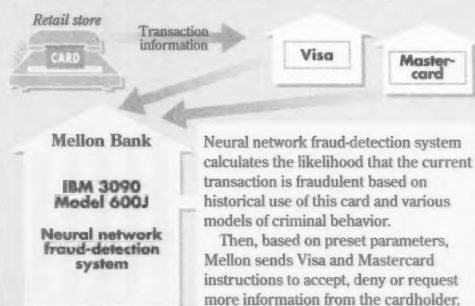 Retail store
CARD
Transaction
information
Visa
Master-
card
Mellon Bank
IBM 3090
Model 600J
Neural network
fraud-detection
system
Neural network fraud-detection system
calculates the likelihood that the current
transaction is fraudulent based on
historical use of this card and various
models of criminal behavior.
Then, based on preset parameters,
Mellon sends Visa and Mastercard
instructions to accept, deny or request
more information from the cardholder.